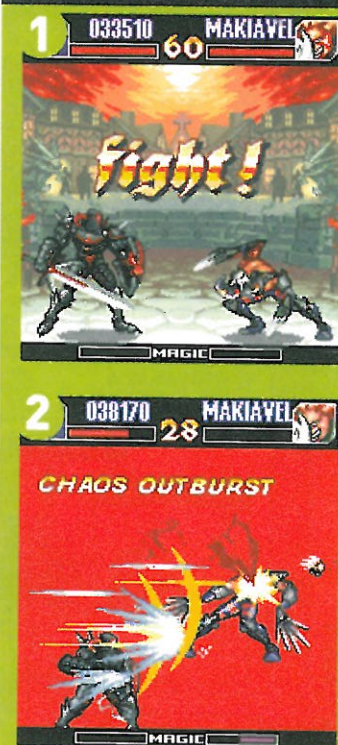 1 033510 MAKIAVEL
60
fight!
MAGIC
2 038170 MAKIAVEL
28
CHAOS OUTBURST
MAGIC